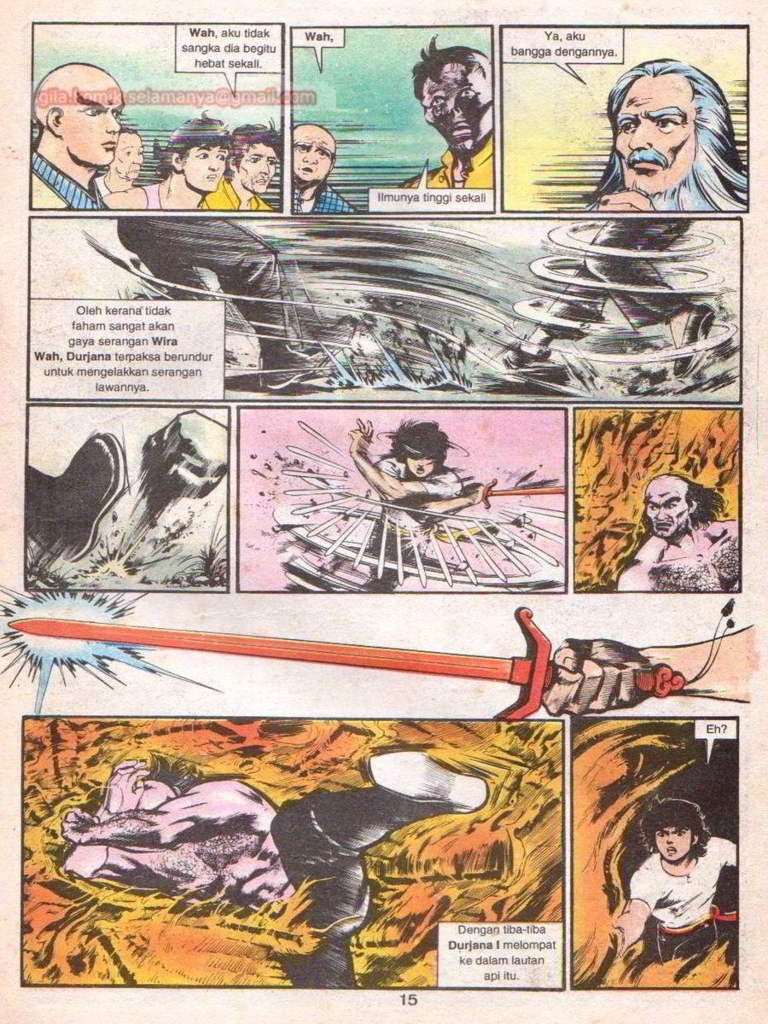 Wah, aku tidak
sangka dia begitu
hebat sekali.
gila.komik.selamanya@gmail.com
Wah,
Ilmunya tinggi sekali
Ya, aku
bangga dengannya.
Oleh kerana tidak
faham sangat akan
gaya serangan Wira
Wah, Durjana terpaksa berundur
untuk mengelakkan serangan
lawannya.
Dengan tiba-tiba
Durjana I melompat
ke dalam lautan
api itu.
Eh?
15